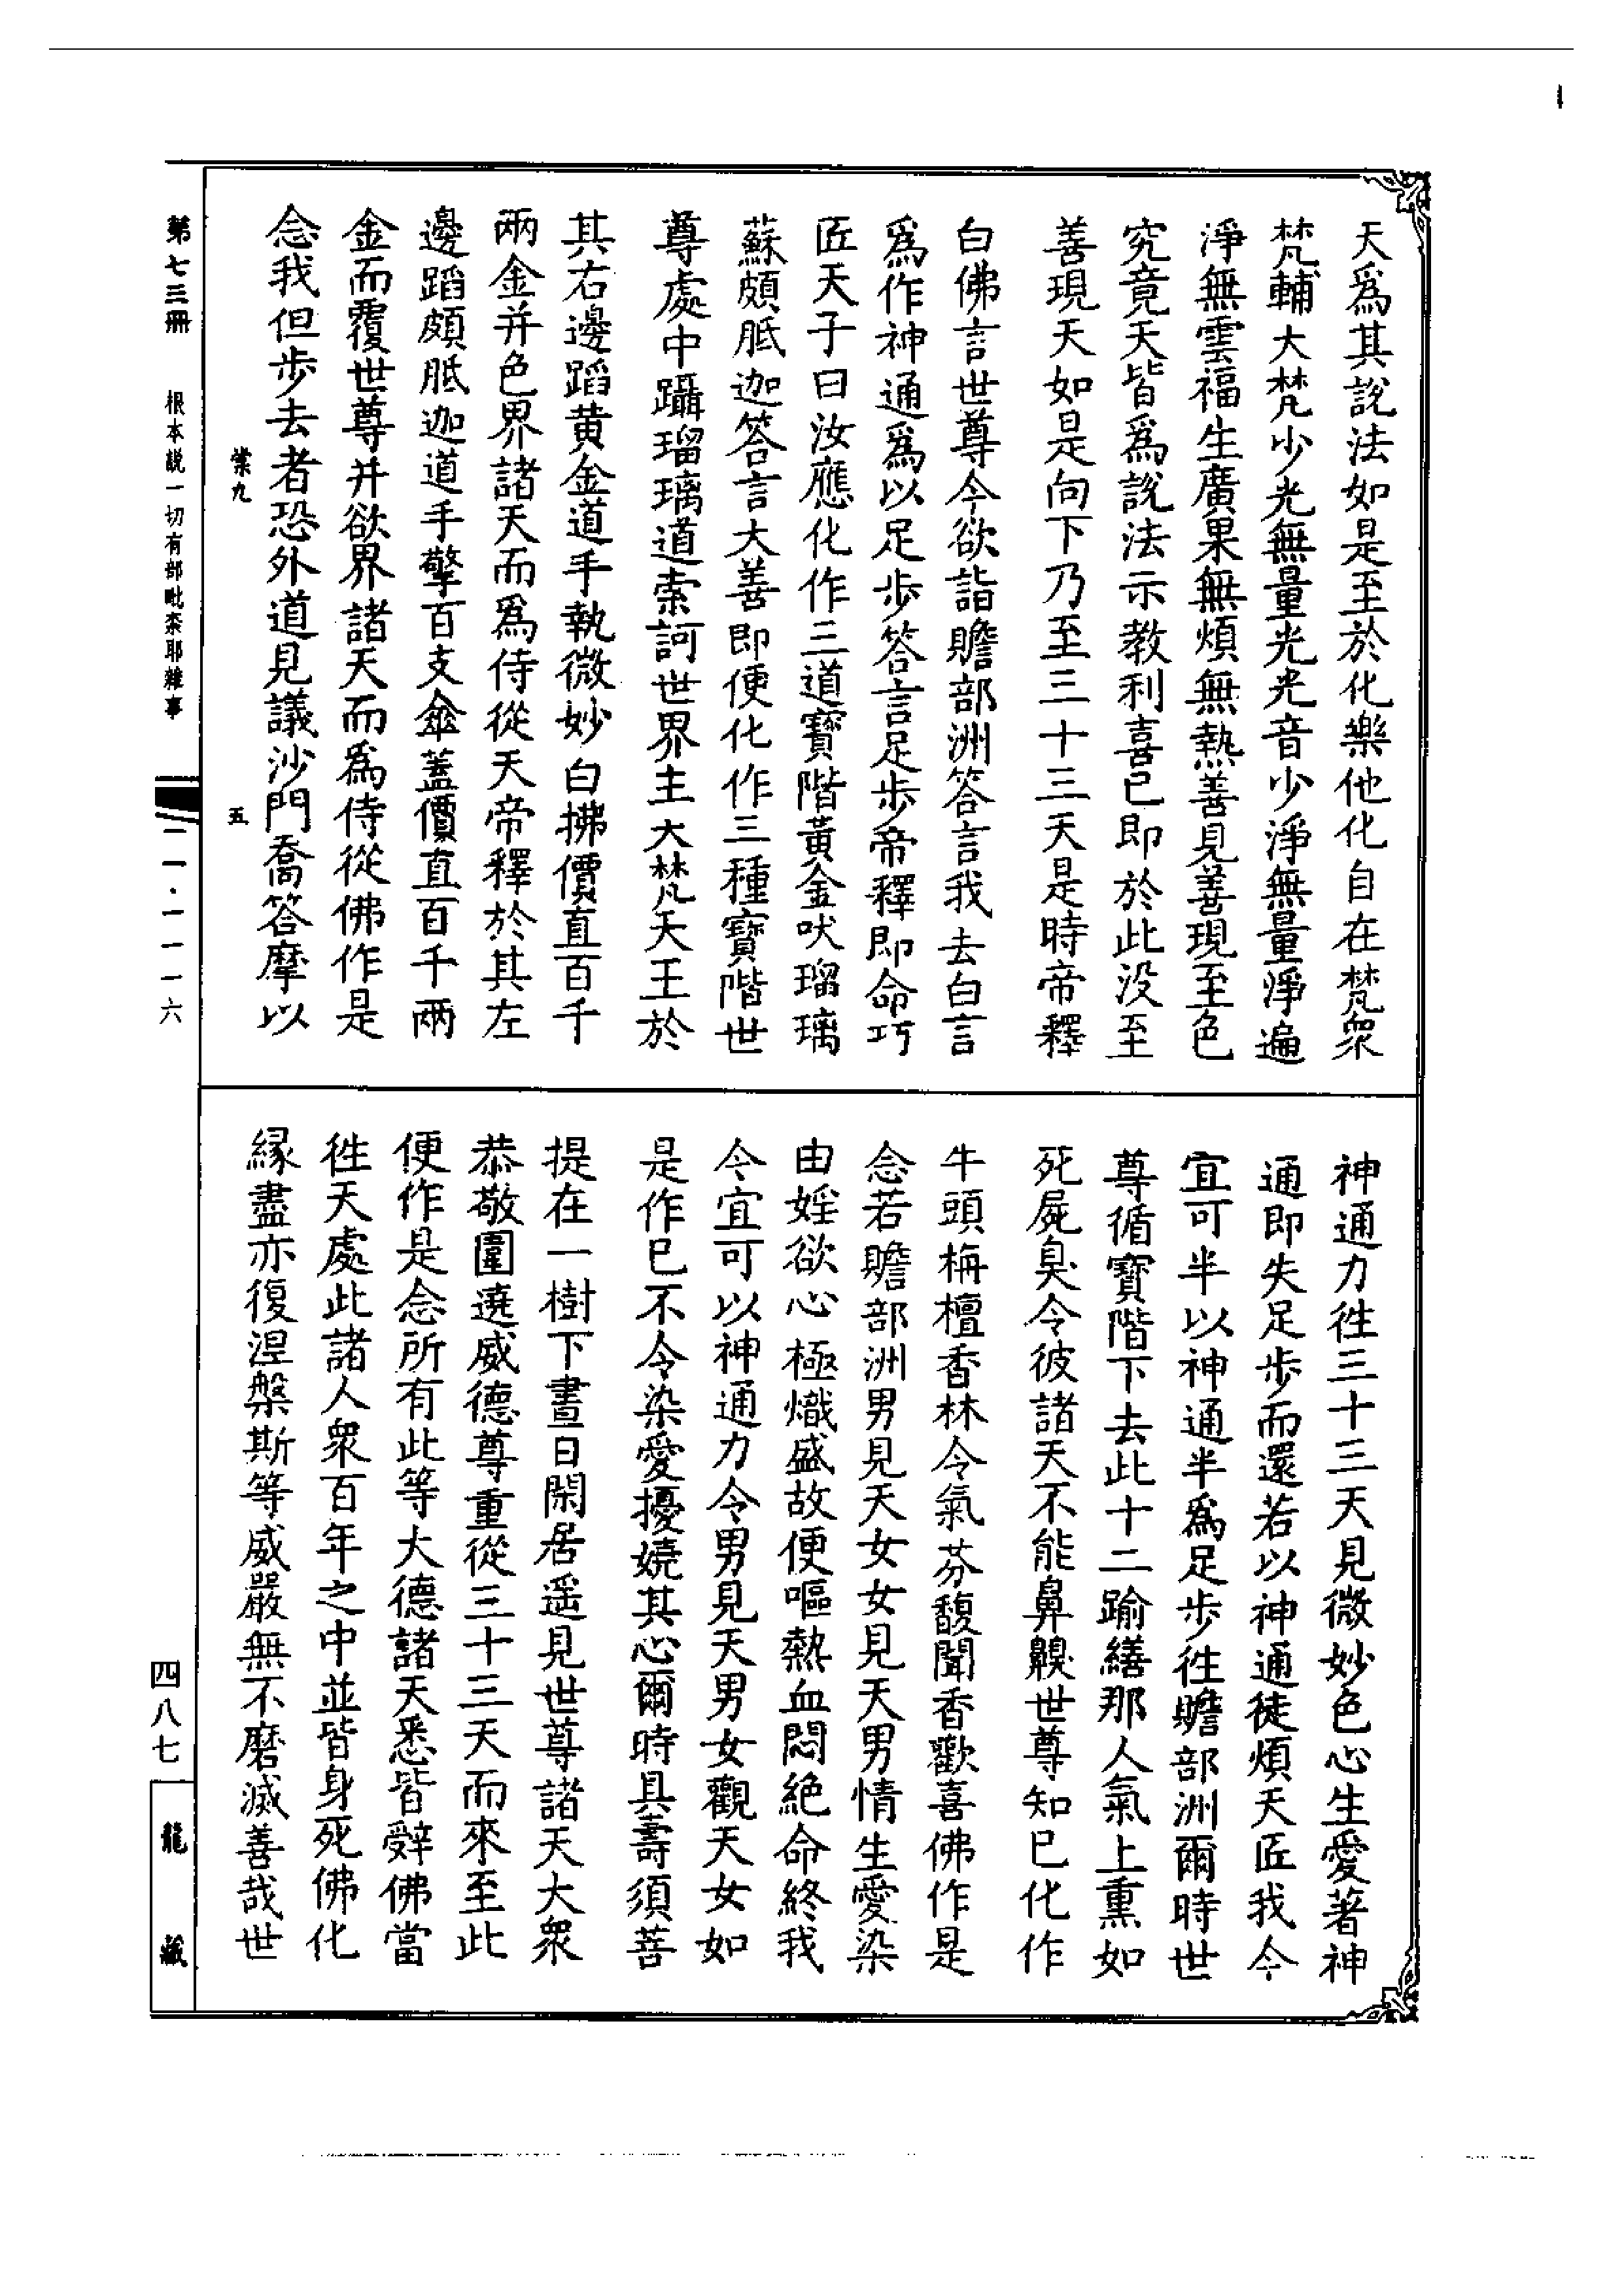 天爲其說法如是至於化樂他化自在梵衆
梵輔大梵少光無量光光音少淨無量淨遍
淨無雲福生廣果無煩無熱善見善現至色
究竟天皆爲說法示教利喜已即於此沒至
善現天如是向下乃至三十三天是時帝釋
白佛言世尊今欲詣贍部洲答言我去白言
爲作神通爲以足步答言足步帝釋即命巧
匠天子曰汝應化作三道寶階黃金吠瑠璃
蘇頗胝迦答言大善即便化作三種寶階世
尊處中躡瑠璃道索訶世界主大梵天王於
其右邊蹈黄金道手執微妙白拂價直百千
兩金并色界諸天而爲侍從天帝釋於其左
邊蹈頗胝迦道手擎百支傘蓋價直百千兩
金而覆世尊并欲界諸天而爲侍從佛作是
念我但步去者恐外道見議沙門喬答摩以
棠九
五
神通力徃三十三天見微妙色心生愛著神
通即失足步而還若以神通徒煩天匠我今
宜可半以神通半爲足步徃贍部洲爾時世
尊循寶階下去此十二踰繕那人氣上熏如
死屍臭令彼諸天不能鼻齅世尊知已化作
牛頭栴檀香林令氣芬馥聞香歡喜佛作是
念若贍部洲男見天女女見天男情生愛染
由婬欲心極熾盛故便嘔熱血悶絕命終我
今宜可以神通力令男見天男女觀天女如
是作已不令染愛擾嬈其心爾時具壽須菩
提在一樹下晝日閑居遥見世尊諸天大衆
恭敬圍遶威德尊重從三十三天而來至此
便作是念所有此等大德諸天悉皆辭佛當
徃天處此諸人衆百年之中並皆身死佛化
縁盡亦復涅槃斯等威嚴無不磨滅善哉世
第七三冊　根本説一切有部毗柰耶雜事
一一·一一一六
四八七
龍藏